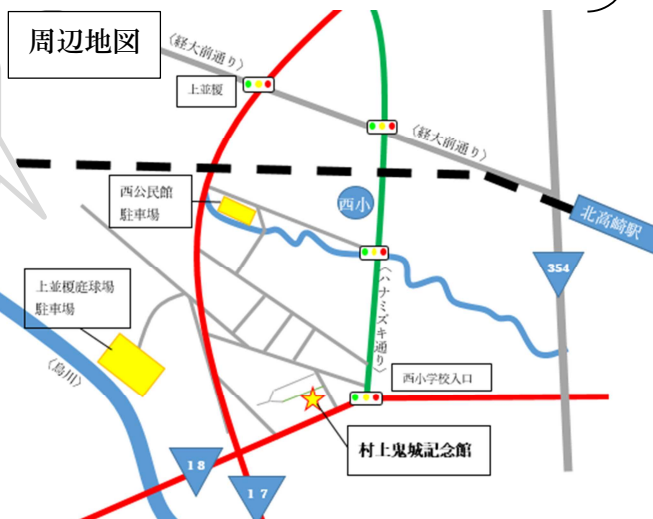 周辺地図
〈経大前通り〉
上並榎
〈経大前通り〉
西公民館
駐車場
西小
北高崎駅
354
上並榎庭球場
駐車場
〈ハナミズキ通り〉
〈烏川〉
西小学校入口
村上鬼城記念館
18
17